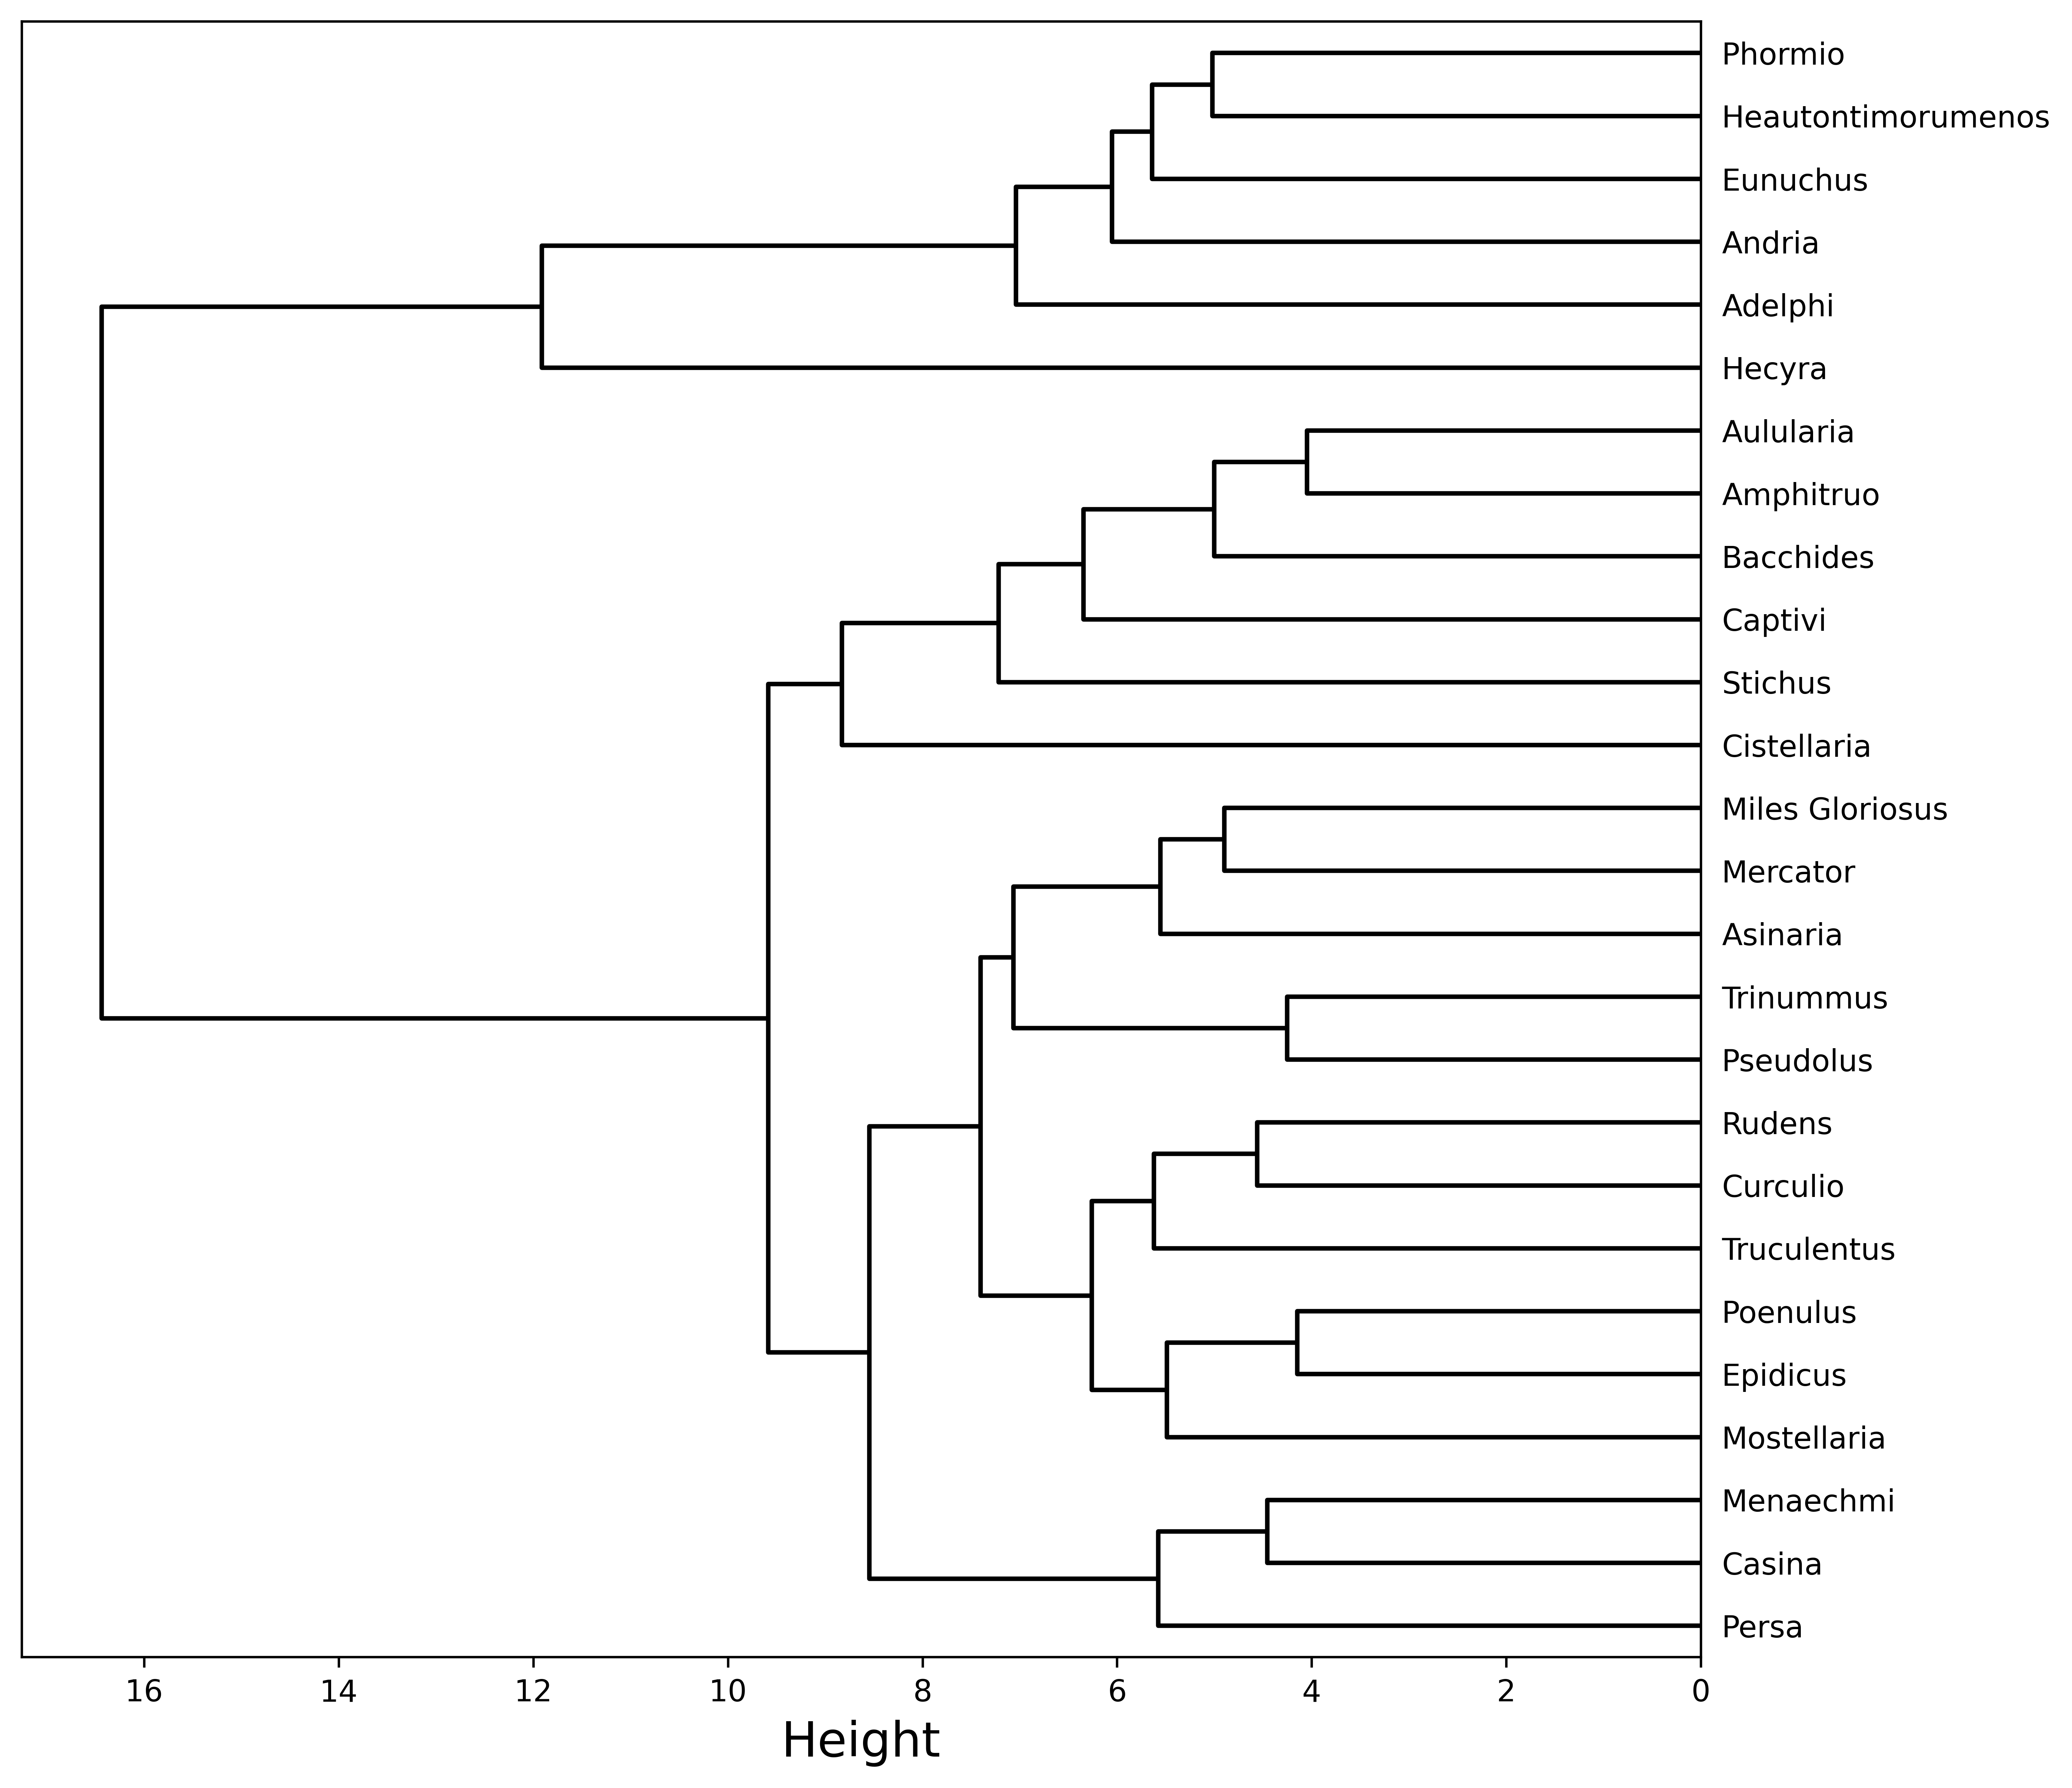 Phormio
Heautontimorumenos
Eunuchus
Andria
Adelphi
Hecyra
Aulularia
Amphitruo
Bacchides
Captivi
Stichus
Cistellaria
Miles Gloriosus
Mercator
Asinaria
Trinummus
Pseudolus
Rudens
Curculio
Truculentus
Poenulus
Epidicus
Mostellaria
Menaechmi
Casina
Persa
16 14 12 10 8 6 4 2 0
Height